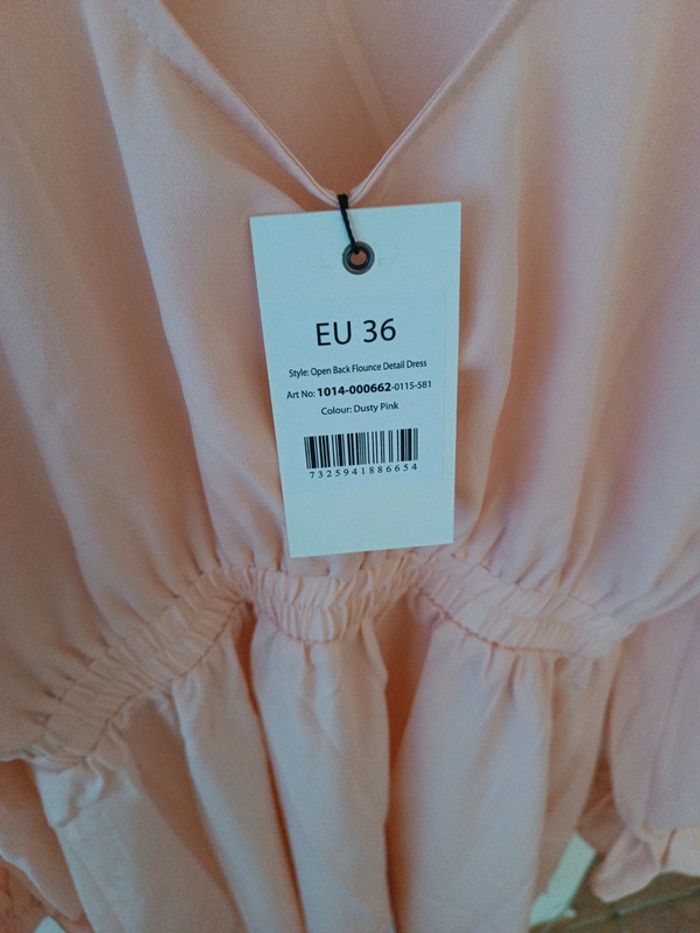 EU 36
Style: Open Back Flounce Detail Dress
Art No: 1014-000662-0115-581
Colour: Dusty Pink
7325941886654